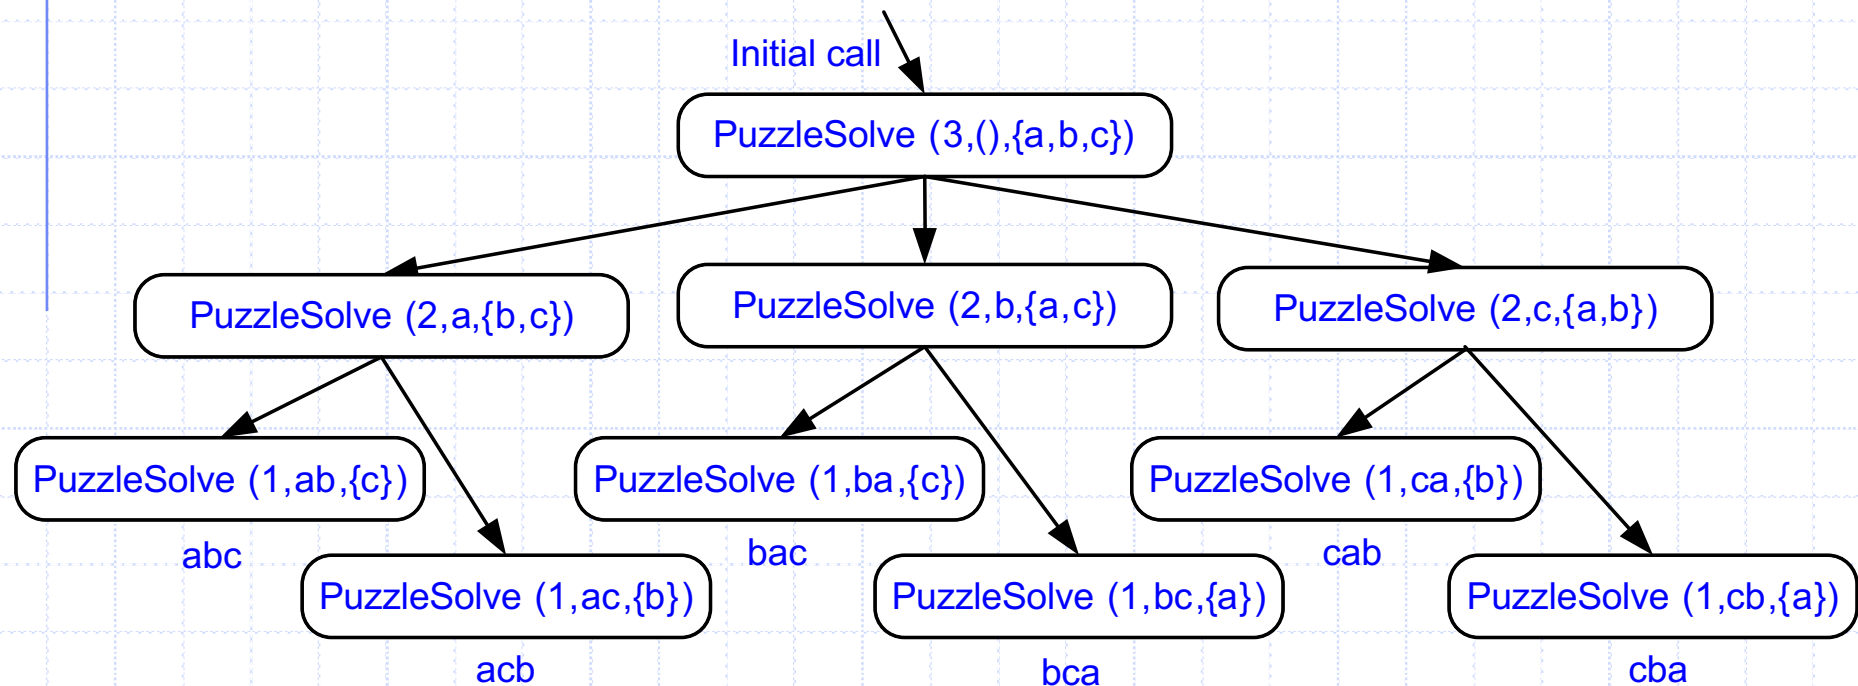 Initial call
PuzzleSolve (3,(),{a,b,c})
PuzzleSolve (2,a,{b,c})
PuzzleSolve (2,b,{a,c})
PuzzleSolve (2,c,{a,b})
PuzzleSolve (1,ab,{c})
PuzzleSolve (1,ba,{c})
PuzzleSolve (1,ca,{b})
abc
bac
cab
PuzzleSolve (1,ac,{b})
PuzzleSolve (1,bc,{a})
PuzzleSolve (1,cb,{a})
acb
bca
cba